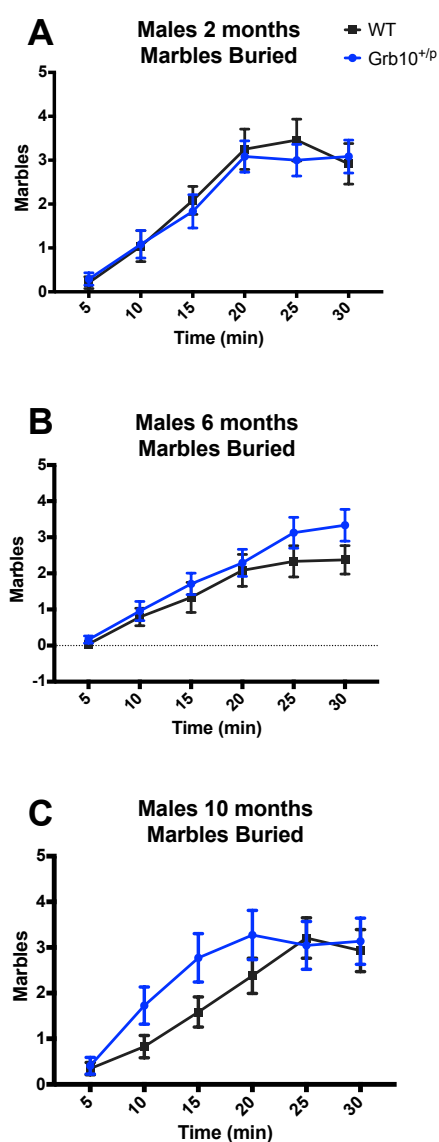 A
Males 2 months
Marbles Buried
WT
Grb10+/p
Marbles
5
4
3
2
1
0
5
10
15
20
25
30
Time (min)
B
Males 6 months
Marbles Buried
Marbles
5
4
3
2
1
0
-1
5
10
15
20
25
30
Time (min)
C
Males 10 months
Marbles Buried
Marbles
5
4
3
2
1
0
5
10
15
20
25
30
Time (min)